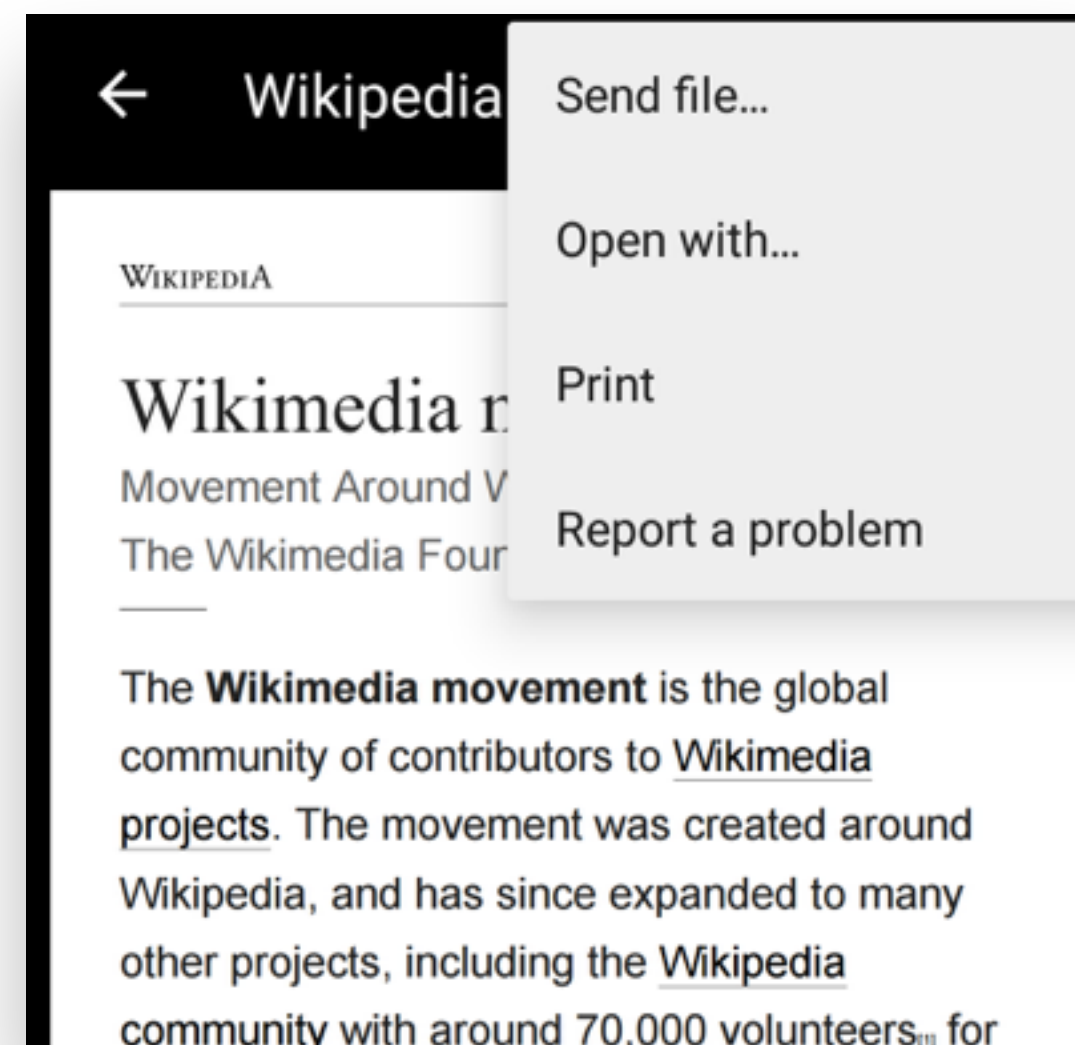 Wikipedia
Send file…
Open with…
Print
Report a problem
WIKIPEDIA
Wikimedia
Movement Around
The Wikimedia
The Wikimedia movement is the global
community of contributors to Wikimedia
projects. The movement was created around
Wikipedia, and has since expanded to many
other projects, including the Wikipedia
community with around 70,000 volunteers[1] for